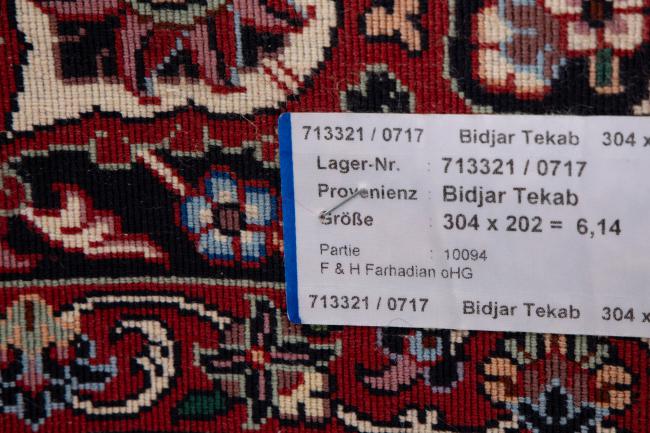 713321 / 0717 Bidjar Tekab 304 x
Lager-Nr. : 713321 / 0717
Provenienz : Bidjar Tekab
Größe : 304 x 202 = 6,14
Partie : 10094
F & H Farhadian oHG
713321 / 0717 Bidjar Tekab 304 x